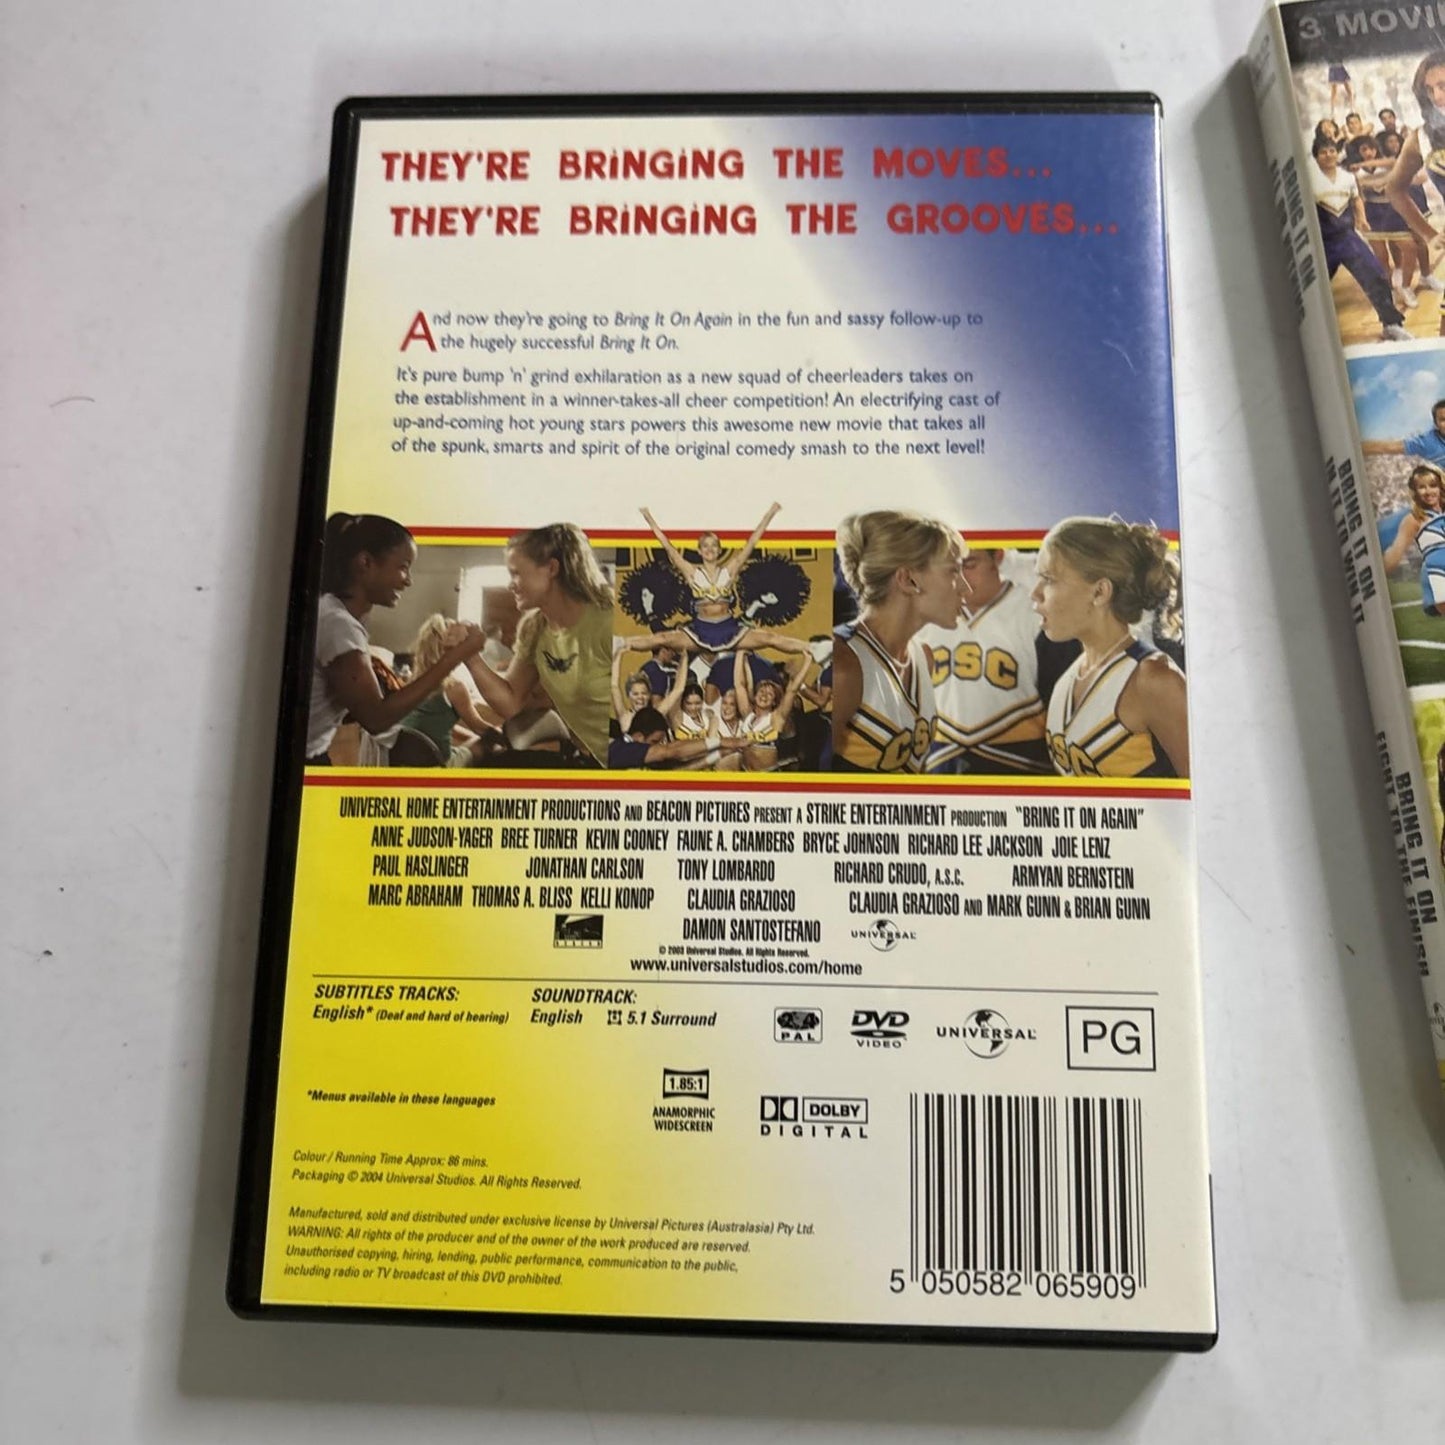 THEY'RE BRiNGiNG THE MOVES...
THEY'RE BRiNGiNG THE GROOVES...
And now they're going to Bring It On Again in the fun and sassy follow-up to
the hugely successful Bring It On.
It's pure bump 'n' grind exhilaration as a new squad of cheerleaders takes on
the establishment in a winner-takes-all cheer competition! An electrifying cast of
up-and-coming hot young stars powers this awesome new movie that takes all
of the spunk, smarts and spirit of the original comedy smash to the next level!
CSC
CSC
CSC
CSC
UNIVERSAL HOME ENTERTAINMENT PRODUCTIONS AND BEACON PICTURES PRESENT A STRIKE ENTERTAINMENT PRODUCTION "BRING IT ON AGAIN"
ANNE JUDSON-YAGER BREE TURNER KEVIN COONEY FAUNE A. CHAMBERS BRYCE JOHNSON RICHARD LEE JACKSON JOIE LENZ
PAUL HASLINGER JONATHAN CARLSON TONY LOMBARDO RICHARD CRUDO, A.S.C. ARMYAN BERNSTEIN
MARC ABRAHAM THOMAS A. BLISS KELLI KONOP CLAUDIA GRAZIOSO CLAUDIA GRAZIOSO AND MARK GUNN & BRIAN GUNN
DAMON SANTOSTEFANO UNIVERSAL
© 2003 Universal Studios. All Rights Reserved.
www.universalstudios.com/home
SUBTITLES TRACKS: SOUNDTRACK:
English* (Deaf and hard of hearing) English 5.1 Surround
PAL DVD VIDEO UNIVERSAL PG
*Menus available in these languages
1.85:1
ANAMORPHIC
WIDESCREEN
DOLBY
DIGITAL
Colour / Running Time Approx: 86 mins.
Packaging © 2004 Universal Studios. All Rights Reserved.
Manufactured, sold and distributed under exclusive license by Universal Pictures (Australasia) Pty Ltd.
WARNING: All rights of the producer and of the owner of the work produced are reserved.
Unauthorised copying, hiring, lending, public performance, communication to the public,
including radio or TV broadcast of this DVD prohibited.
5 050582 065909
3 MOVI
BRING IT ON
BRING IT ON
IN IT TO WIN IT
BRING IT ON
FIGHT TO THE FINISH